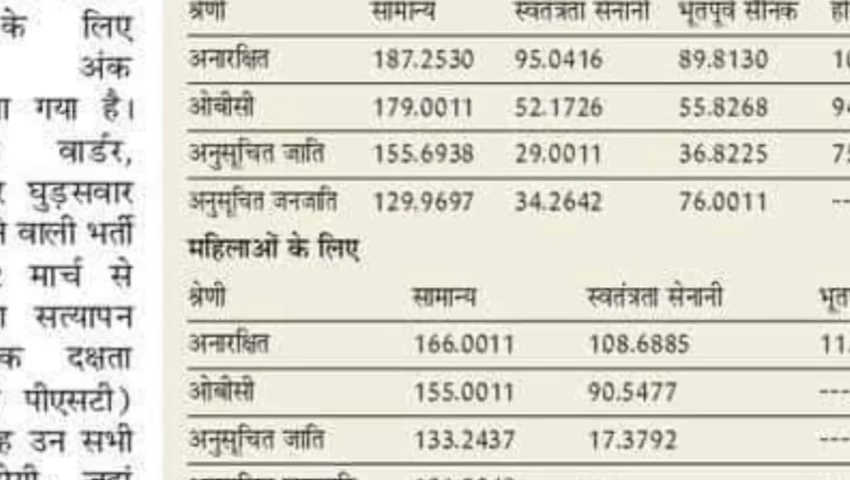 के लिए
अंक
गया है।
वार्डर,
घुड़सवार
वाली भर्ती
मार्च से
सत्यापन
दक्षता
पीएसटी)
उन सभी
श्रेणी सामान्य स्वतंत्रता सेनानी भूतपूर्व सैनिक
अनारक्षित 187.2530 95.0416 89.8130
ओबीसी 179.0011 52.1726 55.8268
अनुसूचित जाति 155.6938 29.0011 36.8225
अनुसूचित जनजाति 129.9697 34.2642 76.0011 --
महिलाओं के लिए
श्रेणी सामान्य स्वतंत्रता सेनानी
अनारक्षित 166.0011 108.6885
ओबीसी 155.0011 90.5477 ---
अनुसूचित जाति 133.2437 17.3792 ---